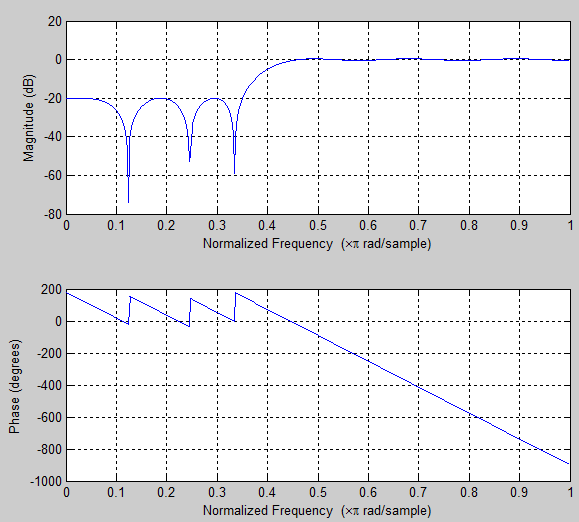 20
0
-20
-40
-60
-80
Magnitude (dB)
0 0.1 0.2 0.3 0.4 0.5 0.6 0.7 0.8 0.9 1
Normalized Frequency (×π rad/sample)
200
0
-200
-400
-600
-800
-1000
Phase (degrees)
0 0.1 0.2 0.3 0.4 0.5 0.6 0.7 0.8 0.9 1
Normalized Frequency (×π rad/sample)